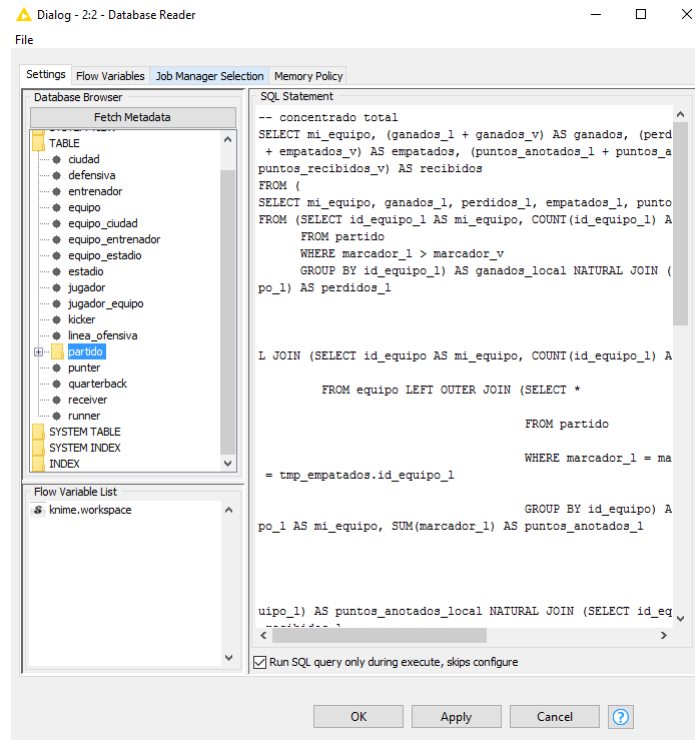 Dialog - 2:2 - Database Reader
File
Settings Flow Variables Job Manager Selection Memory Policy
Database Browser
Fetch Metadata
TABLE
ciudad
defensiva
entrenador
equipo
equipo_ciudad
equipo_entrenador
equipo_estadio
estadio
jugador
jugador_equipo
kicker
linea_ofensiva
partido
punter
quarterback
receiver
runner
SYSTEM TABLE
SYSTEM INDEX
INDEX
Flow Variable List
s knime.workspace
SQL Statement
-- concentrado total
SELECT mi_equipo, (ganados_l + ganados_v) AS ganados, (perd
+ empatados_v) AS empatados, (puntos_anotados_l + puntos_a
puntos_recibidos_v) AS recibidos
FROM (
SELECT mi_equipo, ganados_l, perdidos_l, empatados_l, punto
FROM (SELECT id_equipo_l AS mi_equipo, COUNT(id_equipo_l) A
FROM partido
WHERE marcador_l > marcador_v
GROUP BY id_equipo_l) AS ganados_local NATURAL JOIN (
po_l) AS perdidos_l
L JOIN (SELECT id_equipo AS mi_equipo, COUNT(id_equipo_l) A
FROM equipo LEFT OUTER JOIN (SELECT *
FROM partido
WHERE marcador_l = ma
= tmp_empatados.id_equipo_l
GROUP BY id_equipo) A
po_l AS mi_equipo, SUM(marcador_l) AS puntos_anotados_l
uipo_l) AS puntos_anotados_local NATURAL JOIN (SELECT id_eq
Run SQL query only during execute, skips configure
OK Apply Cancel ?